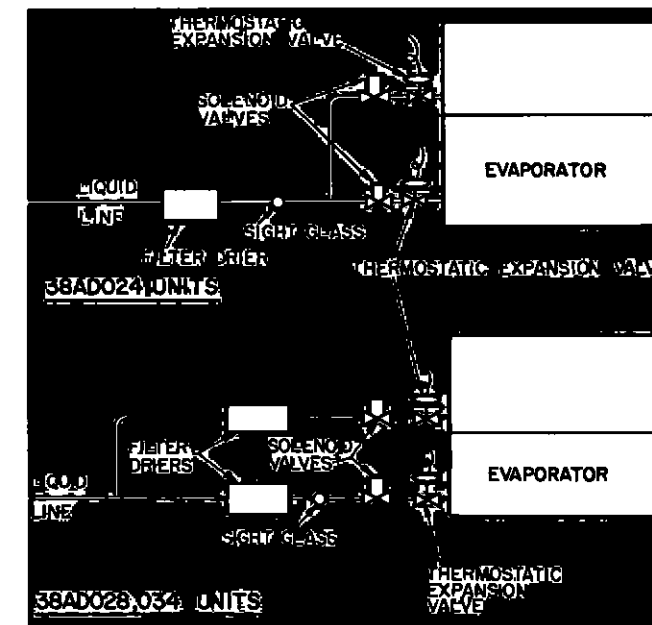 THERMOSTATIC
EXPANSION VALVE
SOLENOID
VALVES
EVAPORATOR
LIQUID
LINE
SIGHT GLASS
FILTER DRIER
THERMOSTATIC EXPANSION VALVE
38AD024 UNITS
FILTER
DRIERS
SOLENOID
VALVES
EVAPORATOR
LIQUID
LINE
SIGHT GLASS
THERMOSTATIC
EXPANSION
VALVE
38AD028,034 UNITS